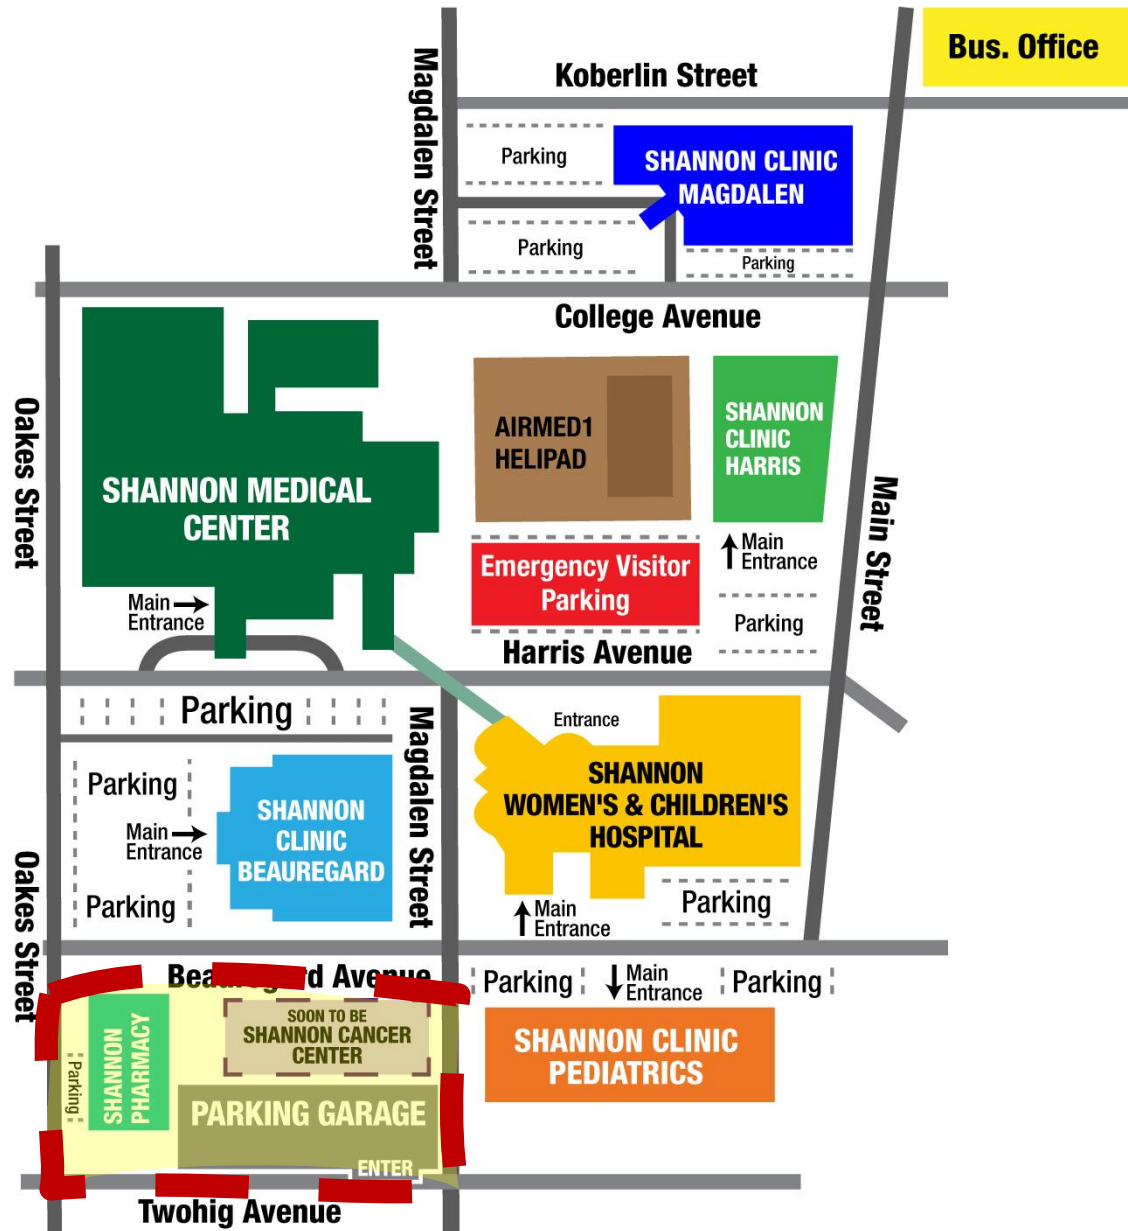 Bus. Office
Koberlin Street
Magdalen Street
Parking
SHANNON CLINIC
MAGDALEN
Parking
Parking
College Avenue
Oakes Street
SHANNON MEDICAL
CENTER
AIRMED1
HELIPAD
SHANNON
CLINIC
HARRIS
Main Street
Main
Entrance
Emergency Visitor
Parking
Main
Entrance
Parking
Harris Avenue
Parking
Magdalen Street
Entrance
SHANNON
WOMEN'S & CHILDREN'S
HOSPITAL
Parking
SHANNON
CLINIC
BEAUREGARD
Main
Entrance
Oakes Street
Parking
Parking
Main
Entrance
Beauregard Avenue
Parking
Main
Entrance
Parking
SHANNON
PHARMACY
Parking
SOON TO BE
SHANNON CANCER
CENTER
SHANNON CLINIC
PEDIATRICS
PARKING GARAGE
ENTER
Twohig Avenue